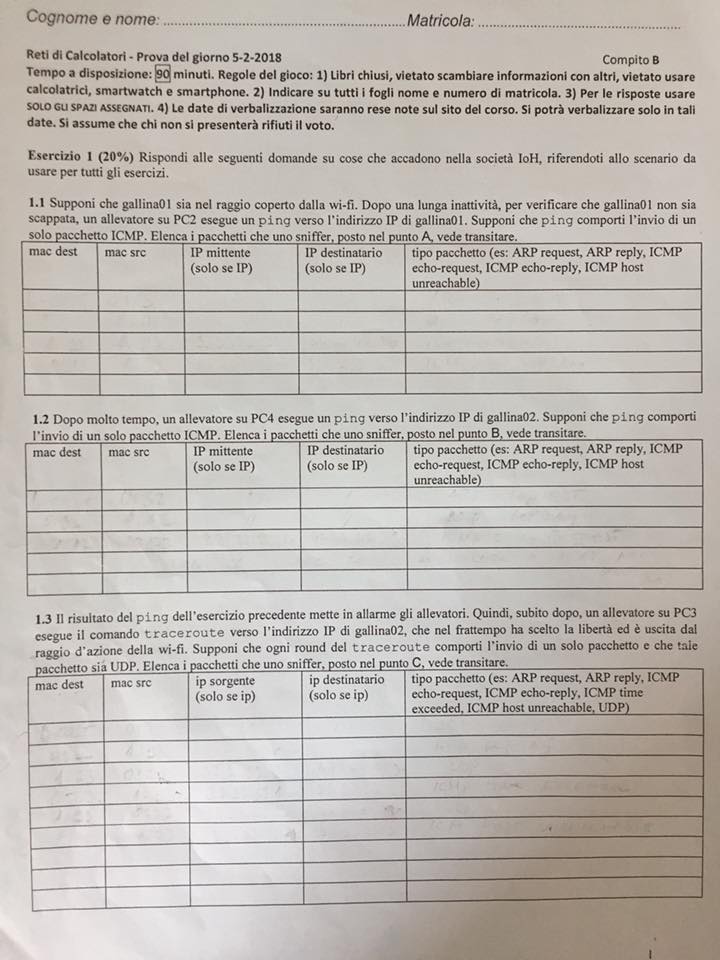 Cognome e nome: ........................................................ Matricola: ................................................
Reti di Calcolatori - Prova del giorno 5-2-2018 Compito B
Tempo a disposizione: 90 minuti. Regole del gioco: 1) Libri chiusi, vietato scambiare informazioni con altri, vietato usare
calcolatrici, smartwatch e smartphone. 2) Indicare su tutti i fogli nome e numero di matricola. 3) Per le risposte usare
SOLO GLI SPAZI ASSEGNATI. 4) Le date di verbalizzazione saranno rese note sul sito del corso. Si potrà verbalizzare solo in tali
date. Si assume che chi non si presenterà rifiuti il voto.
Esercizio 1 (20%) Rispondi alle seguenti domande su cose che accadono nella società IoH, riferendoti allo scenario da
usare per tutti gli esercizi.
1.1 Supponi che gallina01 sia nel raggio coperto dalla wi-fi. Dopo una lunga inattività, per verificare che gallina01 non sia
scappata, un allevatore su PC2 esegue un ping verso l'indirizzo IP di gallina01. Supponi che ping comporti l'invio di un
solo pacchetto ICMP. Elenca i pacchetti che uno sniffer, posto nel punto A, vede transitare.
mac dest mac src IP mittente IP destinatario tipo pacchetto (es: ARP request, ARP reply, ICMP
(solo se IP) (solo se IP) echo-request, ICMP echo-reply, ICMP host
unreachable)
1.2 Dopo molto tempo, un allevatore su PC4 esegue un ping verso l'indirizzo IP di gallina02. Supponi che ping comporti
l'invio di un solo pacchetto ICMP. Elenca i pacchetti che uno sniffer, posto nel punto B, vede transitare.
mac dest mac src IP mittente IP destinatario tipo pacchetto (es: ARP request, ARP reply, ICMP
(solo se IP) (solo se IP) echo-request, ICMP echo-reply, ICMP host
unreachable)
1.3 Il risultato del ping dell'esercizio precedente mette in allarme gli allevatori. Quindi, subito dopo, un allevatore su PC3
esegue il comando traceroute verso l'indirizzo IP di gallina02, che nel frattempo ha scelto la libertà ed è uscita dal
raggio d'azione della wi-fi. Supponi che ogni round del traceroute comporti l'invio di un solo pacchetto e che tale
pacchetto sia UDP. Elenca i pacchetti che uno sniffer, posto nel punto C, vede transitare.
mac dest mac src ip sorgente ip destinatario tipo pacchetto (es: ARP request, ARP reply, ICMP
(solo se ip) (solo se ip) echo-request, ICMP echo-reply, ICMP time
exceeded, ICMP host unreachable, UDP)
1